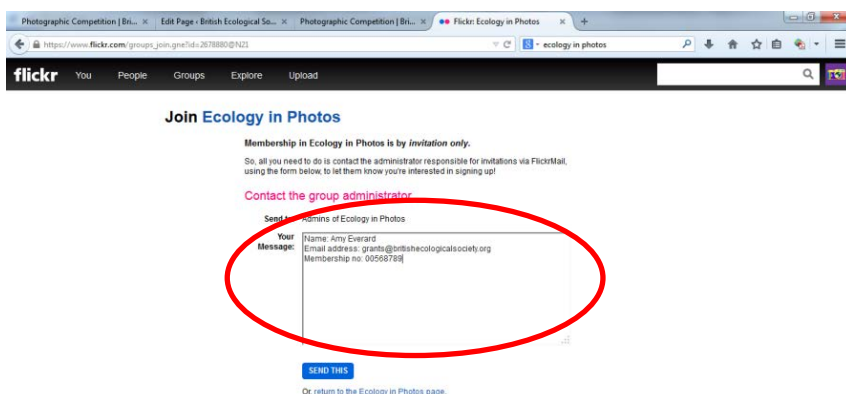 Photographic Competition | Bri... × Edit Page ‹ British Ecological So... × Photographic Competition | Bri... × Flickr: Ecology in Photos × +
https://www.flickr.com/groups_join.gne?id=2678880@N21 8 ecology in photos
flickr You People Groups Explore Upload
Join Ecology in Photos
Membership in Ecology in Photos is by invitation only.
So, all you need to do is contact the administrator responsible for invitations via FlickrMail,
using the form below, to let them know you're interested in signing up!
Contact the group administrator
Send to: Admins of Ecology in Photos
Your Message:
Name: Amy Everard
Email address: grants@britishecologicalsociety.org
Membership no: 00568789
SEND THIS
Or, return to the Ecology in Photos page.